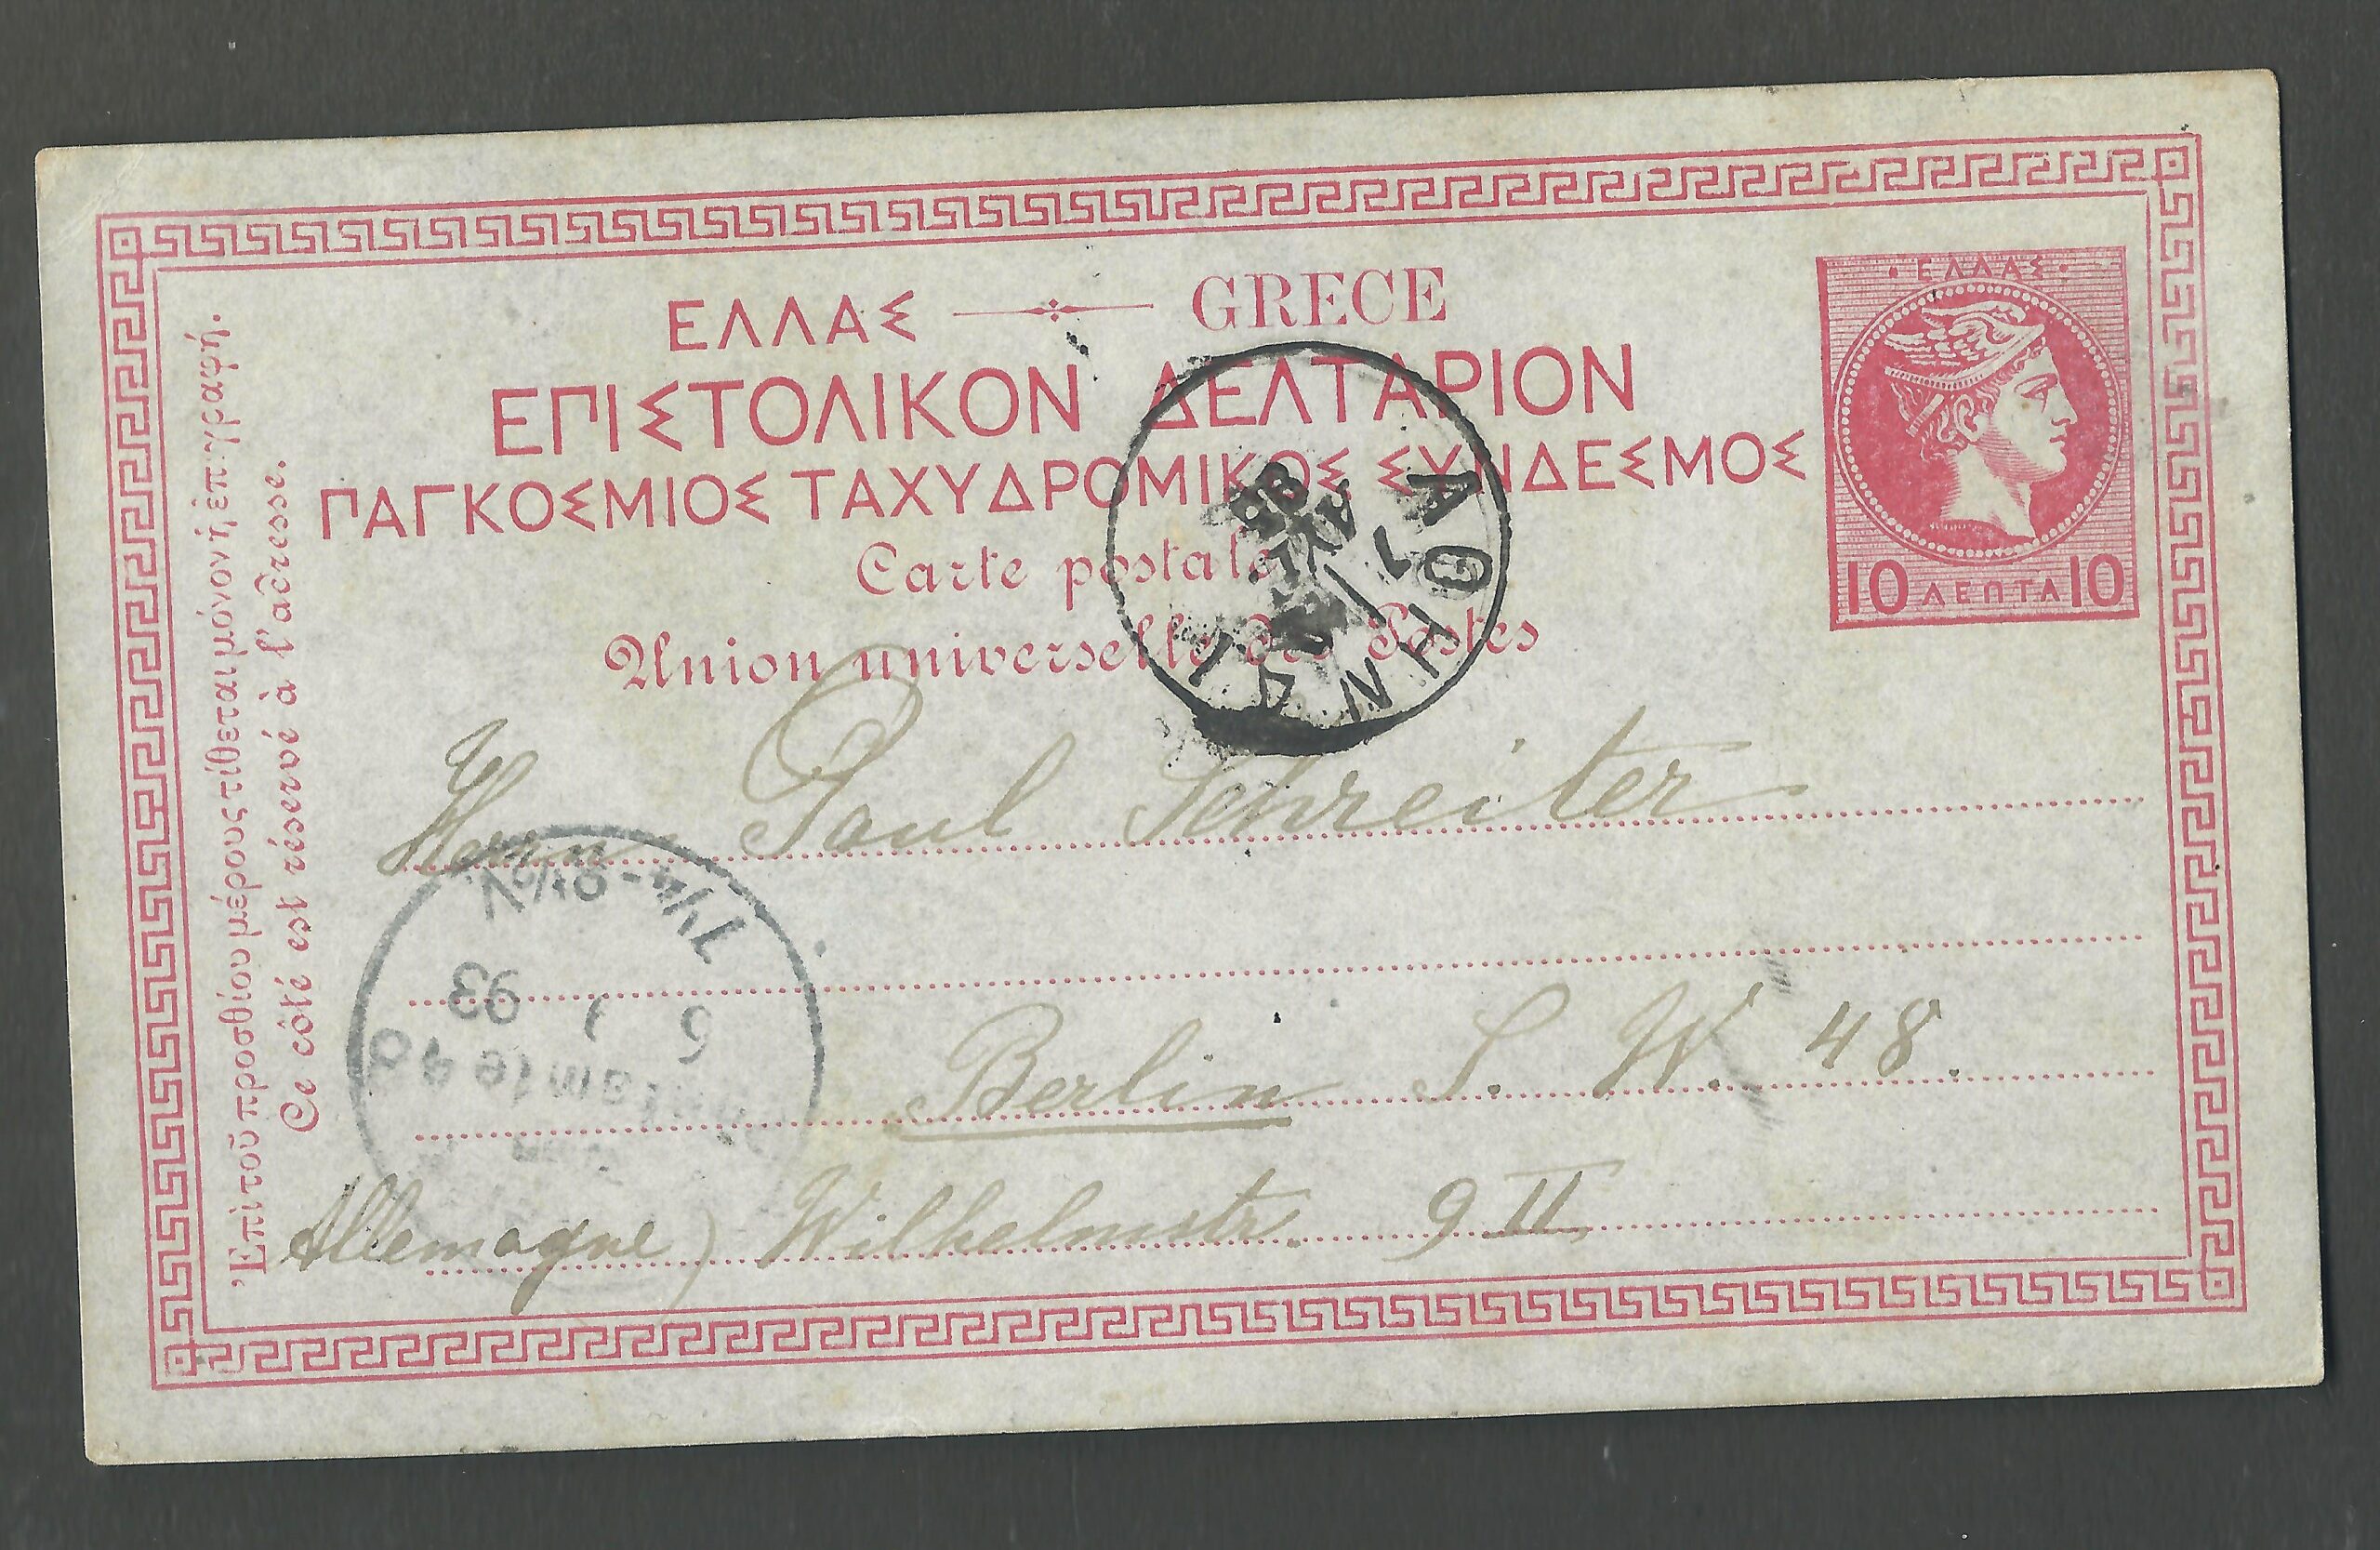 ΕΛΛΑΣ GRECE
ΕΠΙΣΤΟΛΙΚΟΝ ΔΕΛΤΑΡΙΟΝ
ΠΑΓΚΟΣΜΙΟΣ ΤΑΧΥΔΡΟΜΙΚΟΣ ΣΥΝΔΕΣΜΟΣ
Carte postale
Union universelle des Postes
Ἐπὶ τοῦ προσθίου μέρους τίθεται μόνον ἡ ἐπιγραφή.
Ce côté est réservé à l'adresse.
• ΕΛΛΑΣ •
10 ΛΕΠΤΑ 10
ΑΘΗΝΑΙ
Herrn Paul Schreiter
Berlin S. W. 48.
Allemagne) Wilhelmstr. 9 II
93